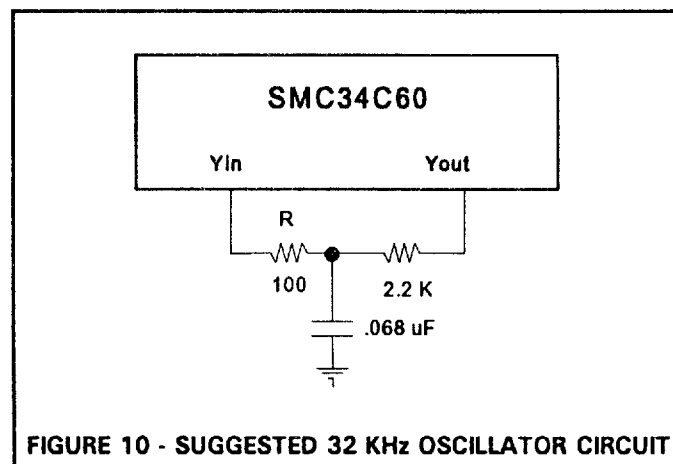 SMC34C60
Yin Yout
R
100 2.2 K
.068 uF
FIGURE 10 - SUGGESTED 32 KHz OSCILLATOR CIRCUIT